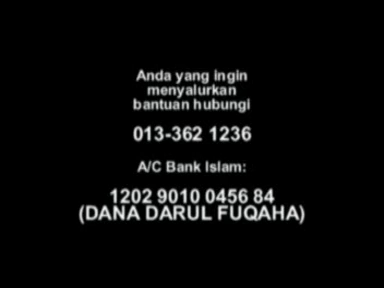 Anda yang ingin
menyalurkan
bantuan hubungi
013-362 1236
A/C Bank Islam:
1202 9010 0456 84
(DANA DARUL FUQAHA)